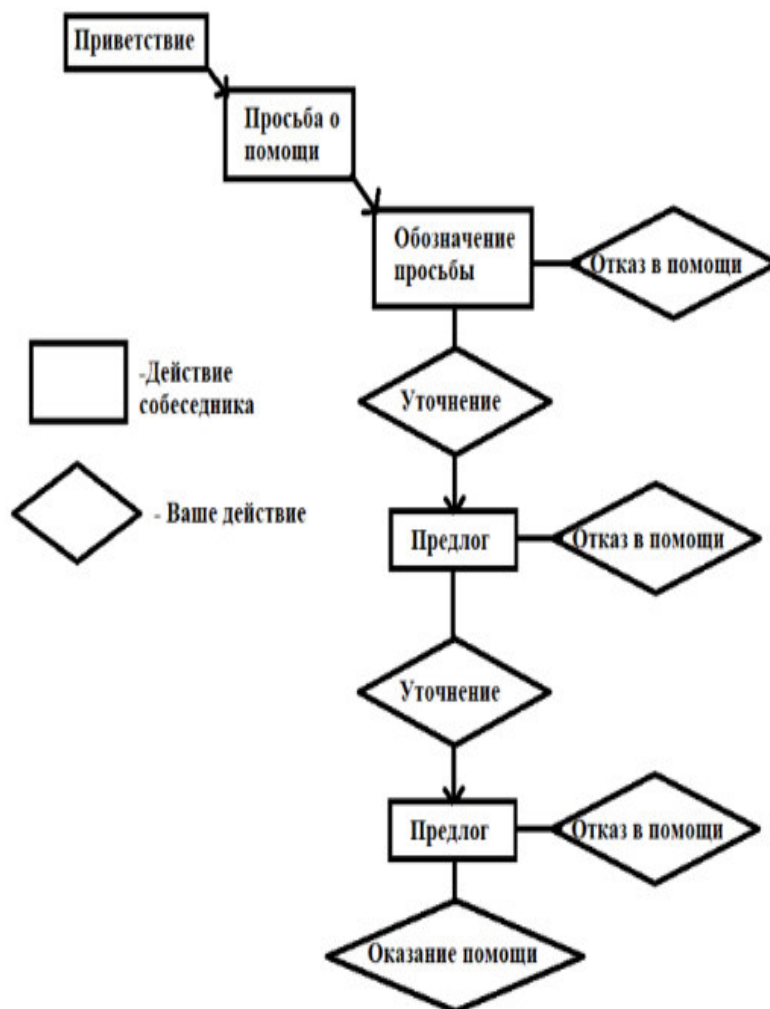 Приветствие
Просьба о
помощи
Обозначение
просьбы
Отказ в помощи
-Действие
собеседника
Уточнение
- Ваше действие
Предлог
Отказ в помощи
Уточнение
Предлог
Отказ в помощи
Оказание помощи